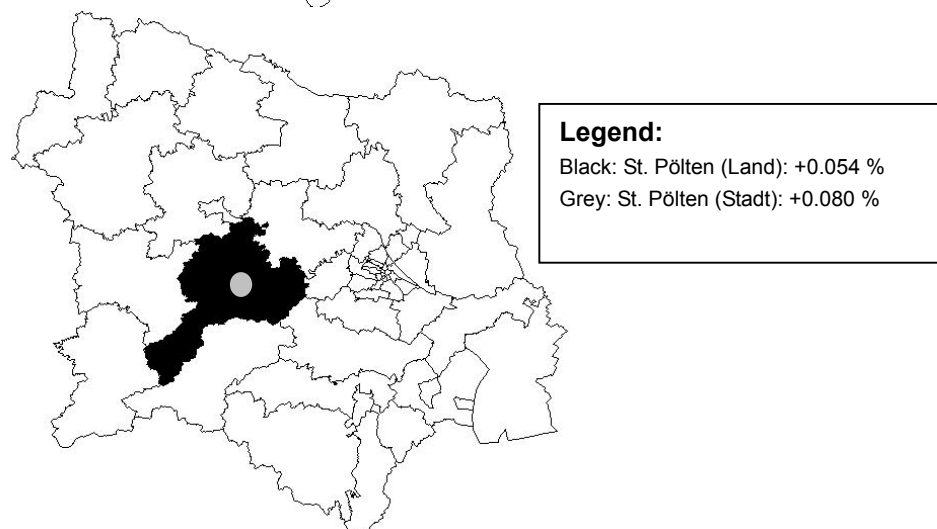 Legend:
Black: St. Pölten (Land): +0.054 %
Grey: St. Pölten (Stadt): +0.080 %